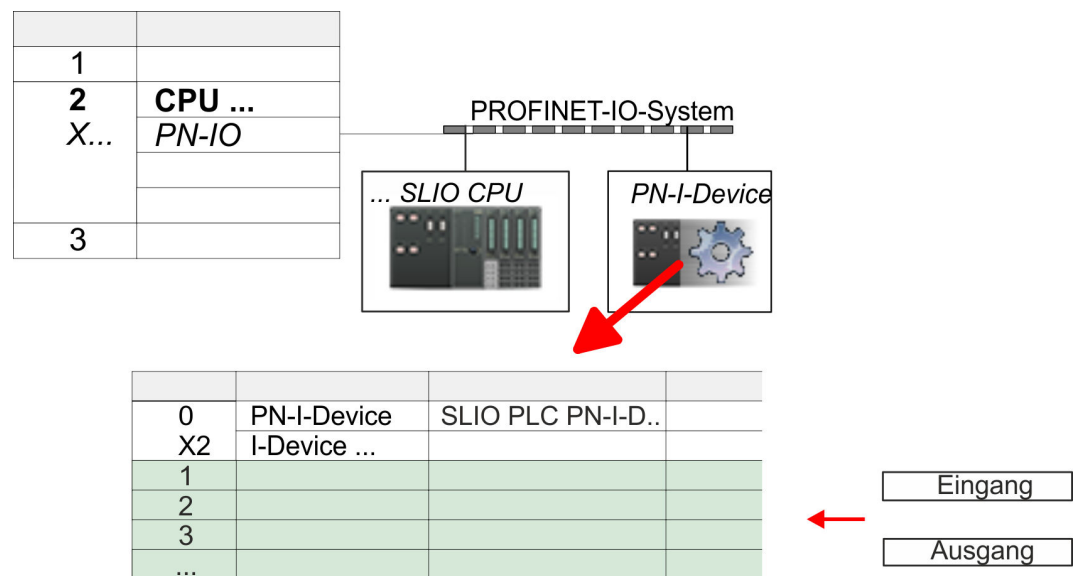 1
2 CPU ...
X... PN-IO
3
PROFINET-IO-System
... SLIO CPU
PN-I-Device
0 PN-I-Device SLIO PLC PN-I-D..
X2 I-Device ...
1
2
3
...
Eingang
Ausgang